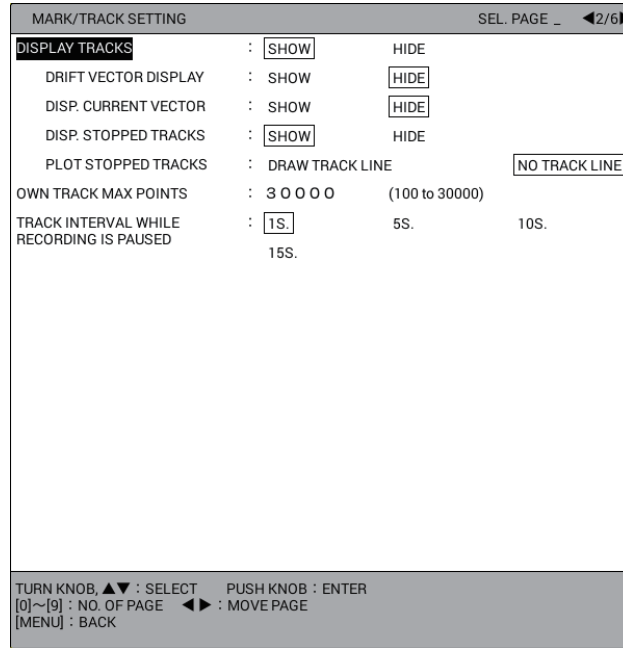 MARK/TRACK SETTING SEL. PAGE _ ◀2/6▶
DISPLAY TRACKS : SHOW HIDE
DRIFT VECTOR DISPLAY : SHOW HIDE
DISP. CURRENT VECTOR : SHOW HIDE
DISP. STOPPED TRACKS : SHOW HIDE
PLOT STOPPED TRACKS : DRAW TRACK LINE NO TRACK LINE
OWN TRACK MAX POINTS : 30000 (100 to 30000)
TRACK INTERVAL WHILE : 1S. 5S. 10S.
RECORDING IS PAUSED
15S.
TURN KNOB, ▲▼ : SELECT PUSH KNOB : ENTER
[0]～[9] : NO. OF PAGE ◀ ▶ : MOVE PAGE
[MENU] : BACK